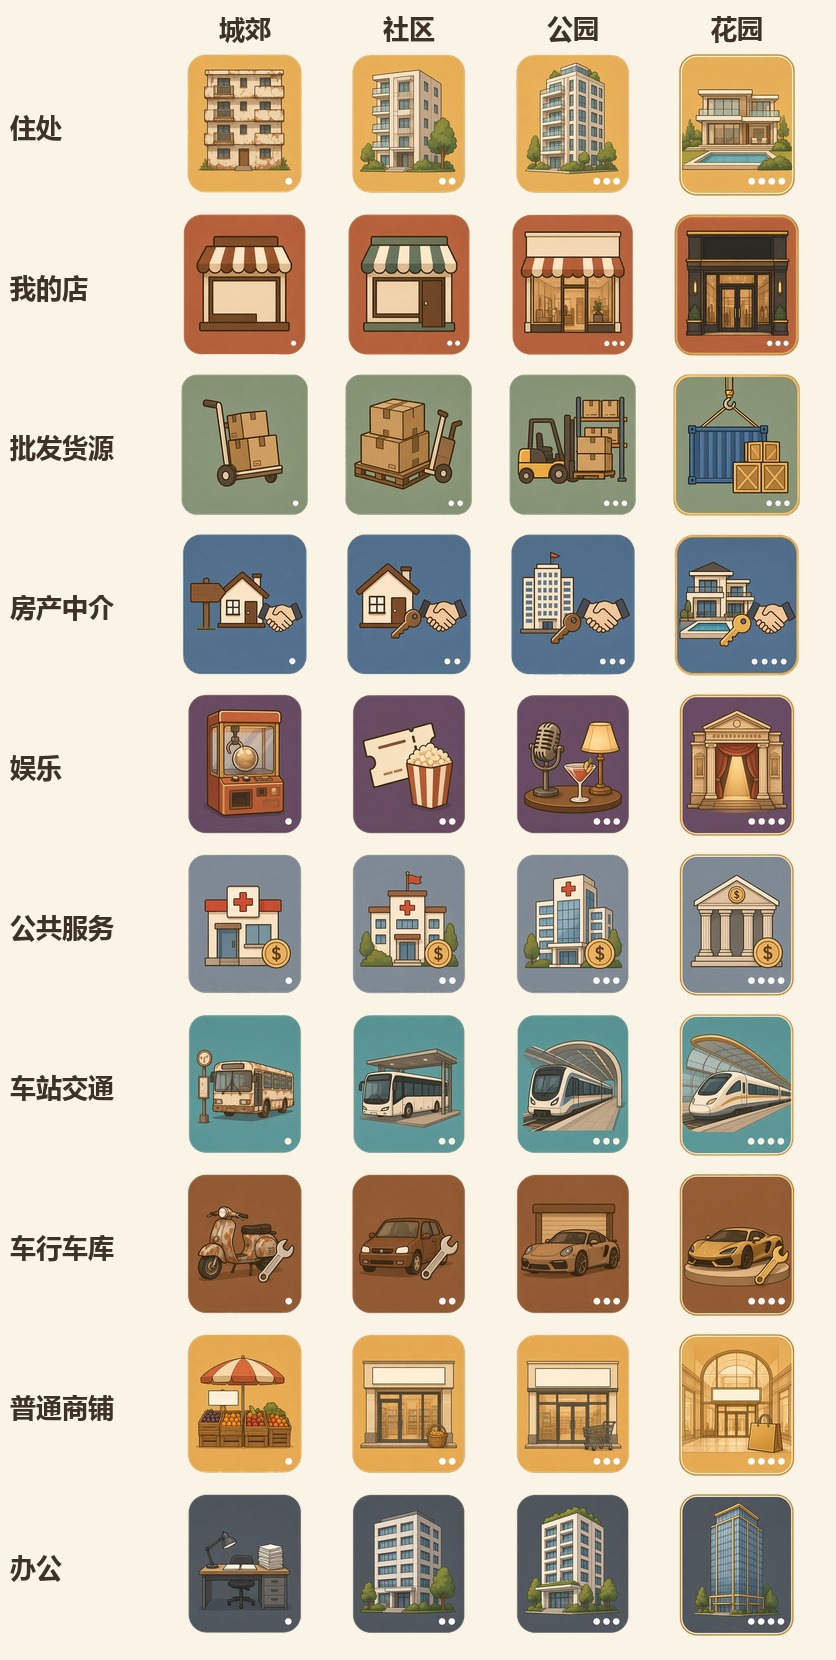 城郊 社区 公园 花园
住处
我的店
批发货源
房产中介
娱乐
公共服务
$
$
$
$
$
车站交通
车行车库
普通商铺
办公